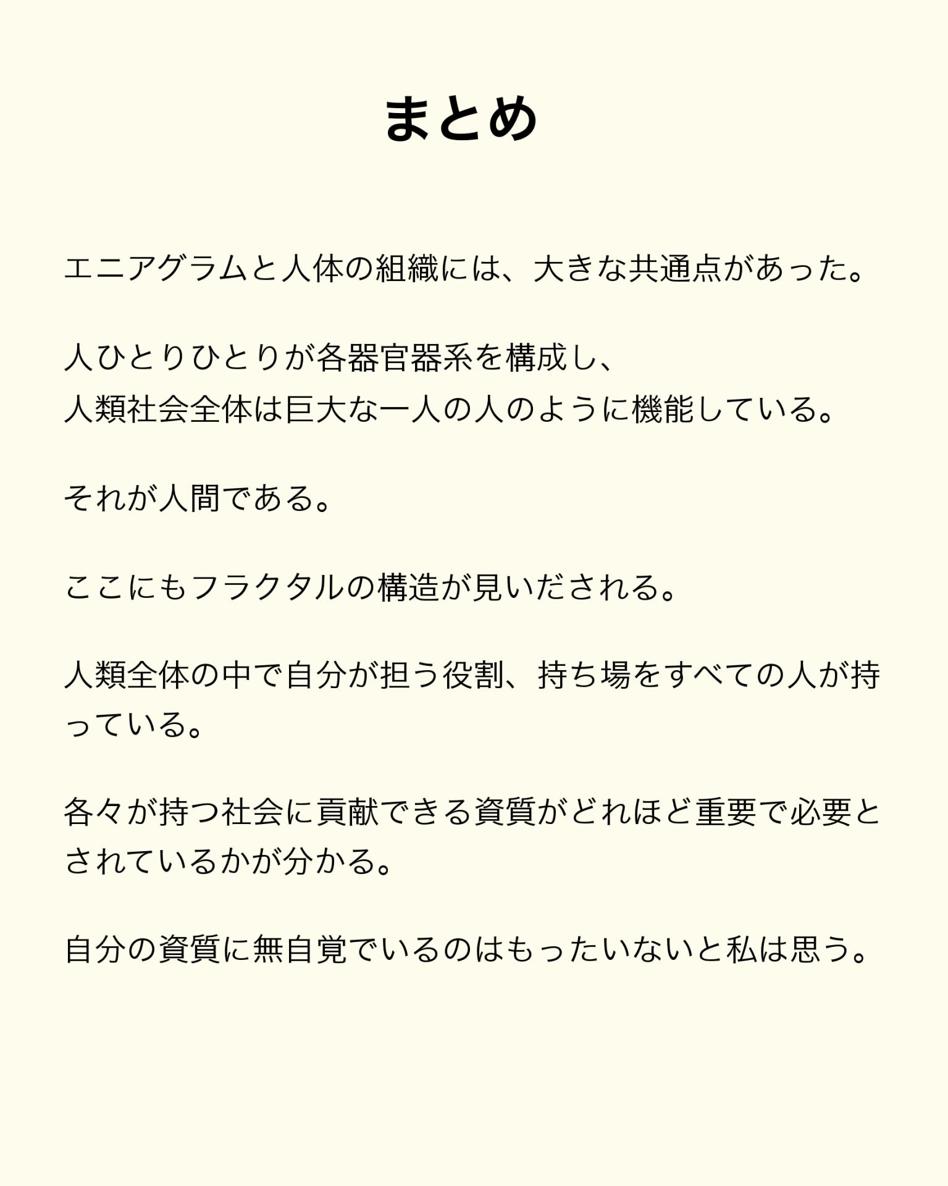 まとめ
エニアグラムと人体の組織には、大きな共通点があった。
人ひとりひとりが各器官器系を構成し、
人類社会全体は巨大な一人の人のように機能している。
それが人間である。
ここにもフラクタルの構造が見いだされる。
人類全体の中で自分が担う役割、持ち場をすべての人が持
っている。
各々が持つ社会に貢献できる資質がどれほど重要で必要と
されているかが分かる。
自分の資質に無自覚でいるのはもったいないと私は思う。